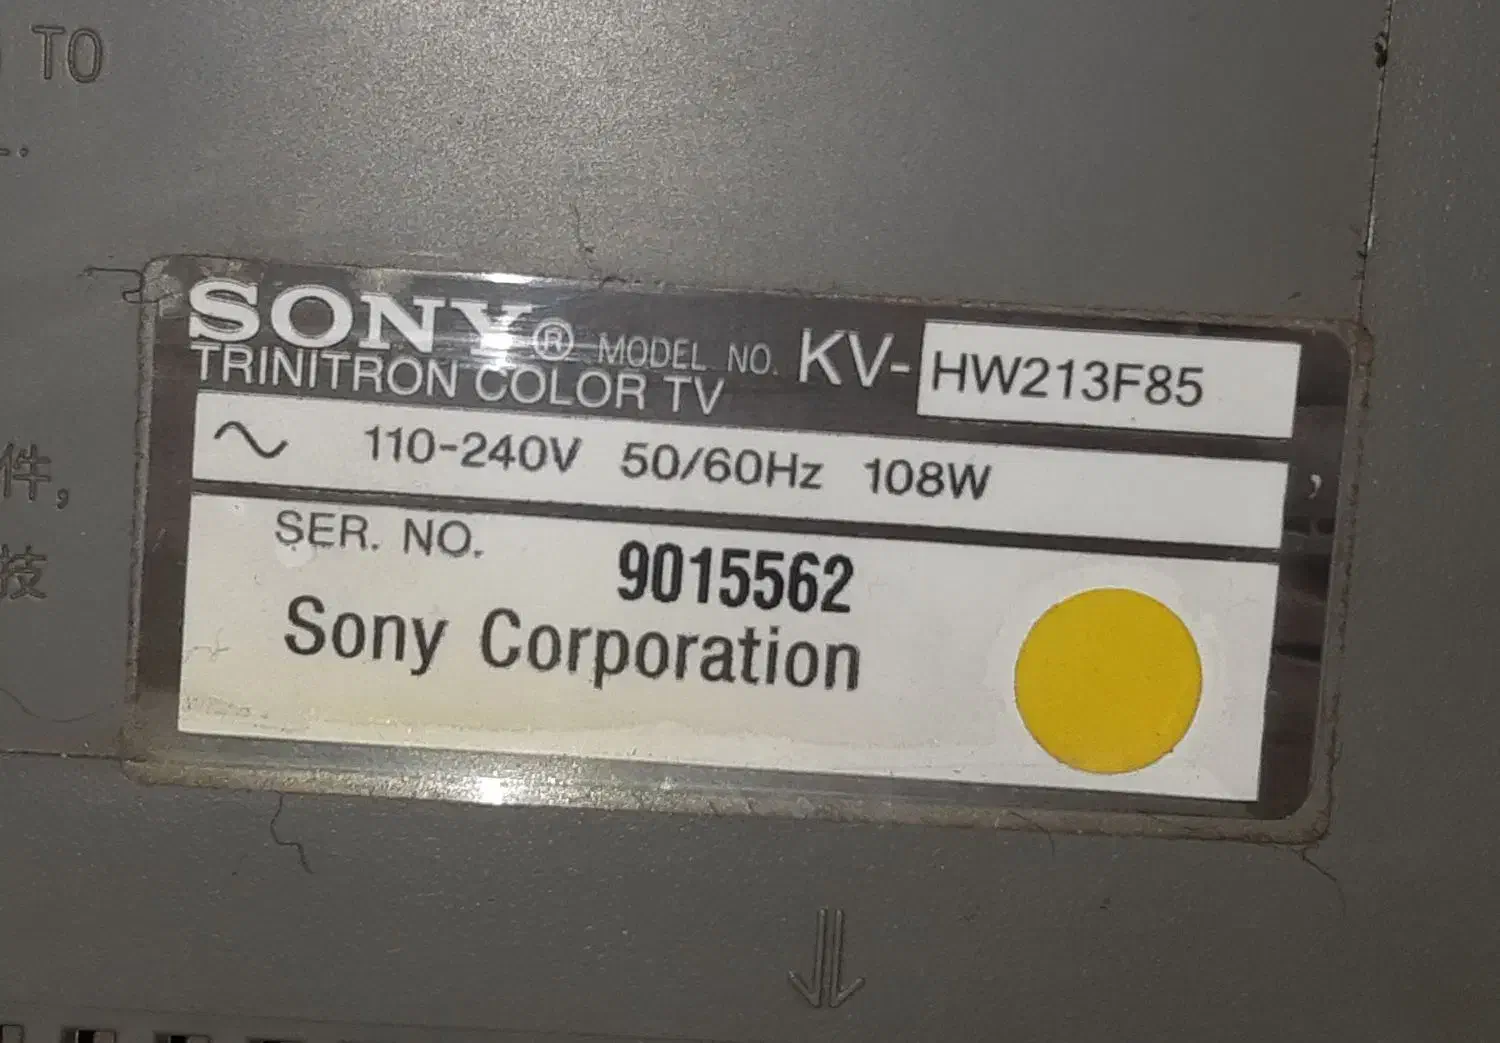 TO
SONY® MODEL NO. KV-HW213F85
TRINITRON COLOR TV
110-240V 50/60Hz 108W
件,
SER. NO. 9015562
技
Sony Corporation